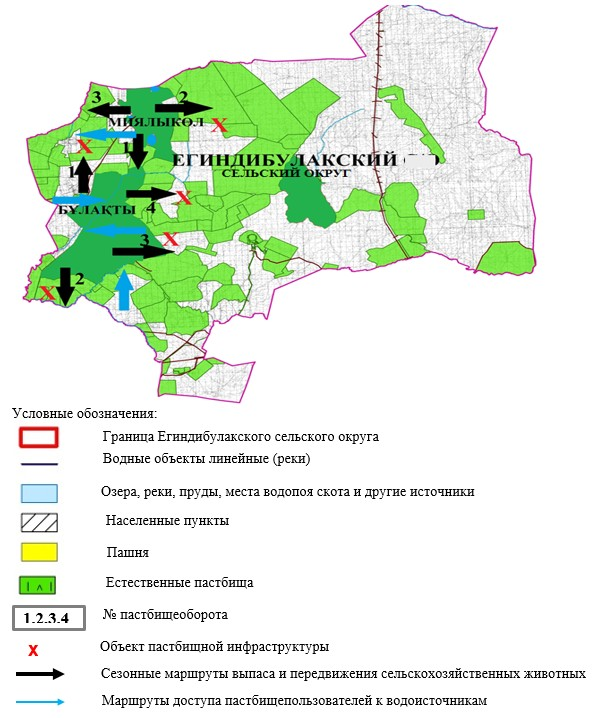 3
2
МИЯЛЫКОЛ
X
1
X
ЕГИНДИБУЛАКСКИЙ
СЕЛЬСКИЙ ОКРУГ
1
X
БУЛАҚТЫ
4
X
3
2
X
Условные обозначения:
Граница Егиндибулакского сельского округа
Водные объекты линейные (реки)
Озера, реки, пруды, места водопоя скота и другие источники
Населенные пункты
Пашня
Естественные пастбища
1.2.3.4 № пастбищеоборота
X Объект пастбищной инфраструктуры
Сезонные маршруты выпаса и передвижения сельскохозяйственных животных
Маршруты доступа пастбищепользователей к водоисточникам